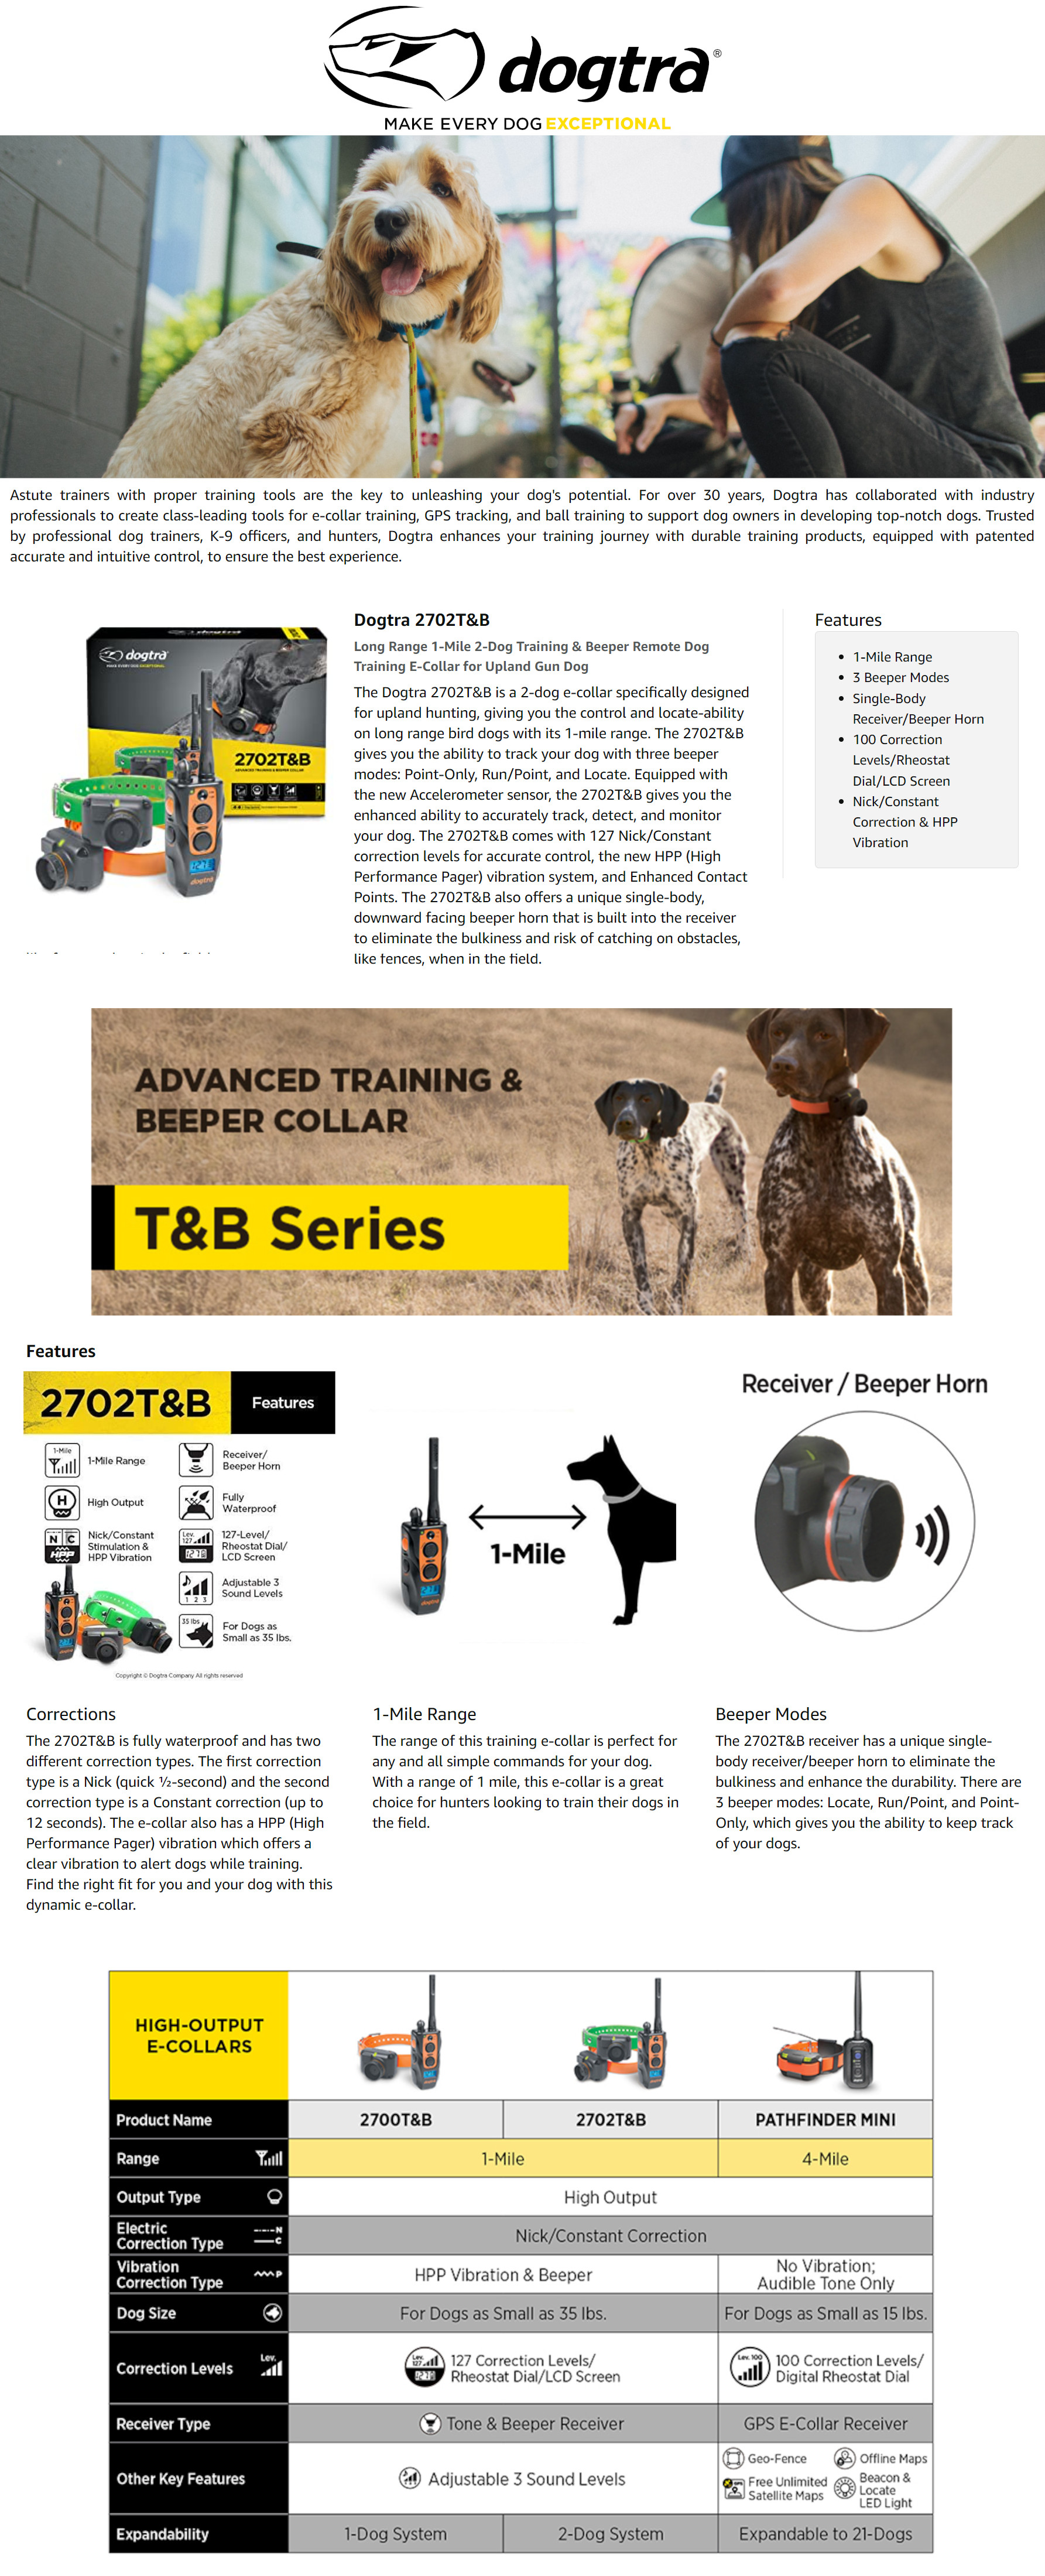 dogtra®
MAKE EVERY DOG EXCEPTIONAL
Astute trainers with proper training tools are the key to unleashing your dog's potential. For over 30 years, Dogtra has collaborated with industry
professionals to create class-leading tools for e-collar training, GPS tracking, and ball training to support dog owners in developing top-notch dogs. Trusted
by professional dog trainers, K-9 officers, and hunters, Dogtra enhances your training journey with durable training products, equipped with patented
accurate and intuitive control, to ensure the best experience.
dogtra
MAKE EVERY DOG EXCEPTIONAL
2702T&B
ADVANCED TRAINING & BEEPER COLLAR
127
dogtra
Dogtra 2702T&B
Long Range 1-Mile 2-Dog Training & Beeper Remote Dog
Training E-Collar for Upland Gun Dog
The Dogtra 2702T&B is a 2-dog e-collar specifically designed
for upland hunting, giving you the control and locate-ability
on long range bird dogs with its 1-mile range. The 2702T&B
gives you the ability to track your dog with three beeper
modes: Point-Only, Run/Point, and Locate. Equipped with
the new Accelerometer sensor, the 2702T&B gives you the
enhanced ability to accurately track, detect, and monitor
your dog. The 2702T&B comes with 127 Nick/Constant
correction levels for accurate control, the new HPP (High
Performance Pager) vibration system, and Enhanced Contact
Points. The 2702T&B also offers a unique single-body,
downward facing beeper horn that is built into the receiver
to eliminate the bulkiness and risk of catching on obstacles,
like fences, when in the field.
Features
• 1-Mile Range
• 3 Beeper Modes
• Single-Body
Receiver/Beeper Horn
• 100 Correction
Levels/Rheostat
Dial/LCD Screen
• Nick/Constant
Correction & HPP
Vibration
ADVANCED TRAINING &
BEEPER COLLAR
T&B Series
Features
2702T&B Features
1-Mile
1-Mile Range
H
High Output
N C
HPP
Nick/Constant
Stimulation &
HPP Vibration
Receiver/
Beeper Horn
Fully
Waterproof
Lev.
127
127
127-Level/
Rheostat Dial/
LCD Screen
1 2 3
Adjustable 3
Sound Levels
35 lbs
For Dogs as
Small as 35 lbs.
Copyright © Dogtra Company All rights reserved
dogtra
1-Mile
Receiver / Beeper Horn
Corrections
The 2702T&B is fully waterproof and has two
different correction types. The first correction
type is a Nick (quick ½-second) and the second
correction type is a Constant correction (up to
12 seconds). The e-collar also has a HPP (High
Performance Pager) vibration which offers a
clear vibration to alert dogs while training.
Find the right fit for you and your dog with this
dynamic e-collar.
1-Mile Range
The range of this training e-collar is perfect for
any and all simple commands for your dog.
With a range of 1 mile, this e-collar is a great
choice for hunters looking to train their dogs in
the field.
Beeper Modes
The 2702T&B receiver has a unique single-
body receiver/beeper horn to eliminate the
bulkiness and enhance the durability. There are
3 beeper modes: Locate, Run/Point, and Point-
Only, which gives you the ability to keep track
of your dogs.
HIGH-OUTPUT
E-COLLARS
Product Name 2700T&B 2702T&B PATHFINDER MINI
Range 1-Mile 4-Mile
Output Type High Output
Electric
Correction Type N C Nick/Constant Correction
Vibration
Correction Type P HPP Vibration & Beeper No Vibration;
Audible Tone Only
Dog Size For Dogs as Small as 35 lbs. For Dogs as Small as 15 lbs.
Correction Levels Lev. Lev. 127 127 127 Correction Levels/
Rheostat Dial/LCD Screen Lev. 100 100 Correction Levels/
Digital Rheostat Dial
Receiver Type Tone & Beeper Receiver GPS E-Collar Receiver
Other Key Features Adjustable 3 Sound Levels Geo-Fence Offline Maps
Free Unlimited
Satellite Maps Beacon &
Locate
LED Light
Expandability 1-Dog System 2-Dog System Expandable to 21-Dogs